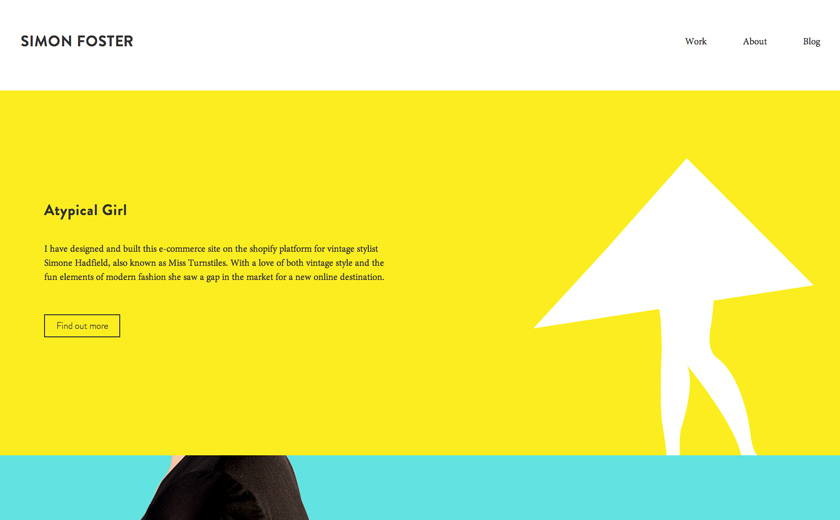 SIMON FOSTER
Work About Blog
Atypical Girl
I have designed and built this e-commerce site on the shopify platform for vintage stylist
Simone Hadfield, also known as Miss Turnstiles. With a love of both vintage style and the
fun elements of modern fashion she saw a gap in the market for a new online destination.
Find out more